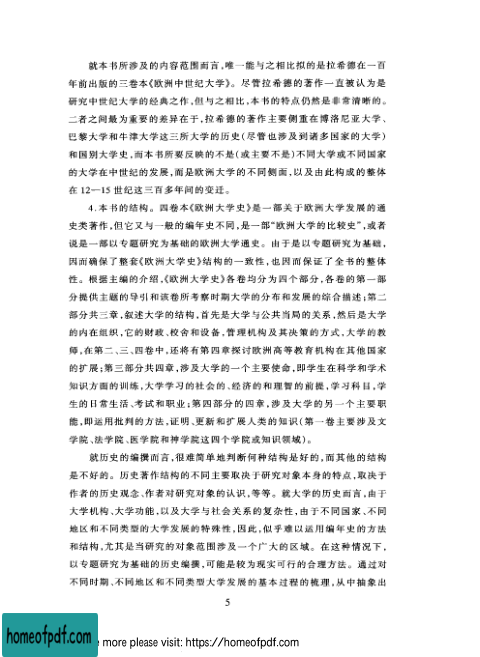 就本书所涉及的内容范围而言,唯一能与之相比拟的是拉希德在一百
年前出版的三卷本《欧洲中世纪大学》。尽管拉希德的著作一直被认为是
研究中世纪大学的经典之作,但与之相比,本书的特点仍然是非常清晰的。
二者之间最为重要的差异在于,拉希德的著作主要侧重在博洛尼亚大学、
巴黎大学和牛津大学这三所大学的历史(尽管也涉及到诸多国家的大学)
和国别大学史,而本书所要反映的不是(或主要不是)不同大学或不同国家
的大学在中世纪的发展,而是欧洲大学的不同侧面,以及由此构成的整体
在12—15世纪这三百多年间的变迁。
4.本书的结构。四卷本《欧洲大学史》是一部关于欧洲大学发展的通
史类著作,但它又与一般的编年史不同,是一部“欧洲大学的比较史”,或者
说是一部以专题研究为基础的欧洲大学通史。由于是以专题研究为基础,
因而确保了整套《欧洲大学史》结构的一致性,也因而保证了全书的整体
性。根据主编的介绍,《欧洲大学史》各卷均分为四个部分,各卷的第一部
分提供主题的导引和该卷所考察时期大学的分布和发展的综合描述;第二
部分共三章,叙述大学的结构,首先是大学与公共当局的关系,然后是大学
的内在组织,它的财政、校舍和设备,管理机构及其决策的方式,大学的教
师,在第二、三、四卷中,还将有第四章探讨欧洲高等教育机构在其他国家
的扩展;第三部分共四章,涉及大学的一个主要使命,即学生在科学和学术
知识方面的训练,大学学习的社会的、经济的和理智的前提,学习科目,学
生的日常生活、考试和职业;第四部分的四章,涉及大学的另一个主要职
能,即运用批判的方法,证明、更新和扩展人类的知识(第一卷主要涉及文
学院、法学院、医学院和神学院这四个学院或知识领域)。
就历史的编撰而言,很难简单地判断何种结构是好的,而其他的结构
是不好的。历史著作结构的不同主要取决于研究对象本身的特点,取决于
作者的历史观念、作者对研究对象的认识,等等。就大学的历史而言,由于
大学机构、大学功能,以及大学与社会关系的复杂性,由于不同国家、不同
地区和不同类型的大学发展的特殊性,因此,似乎难以运用编年史的方法
和结构,尤其是当研究的对象范围涉及一个广大的区域。在这种情况下,
以专题研究为基础的历史编撰,可能是较为现实可行的合理方法。通过对
不同时期、不同地区和不同类型大学发展的基本过程的梳理,从中抽象出
5
homeofpdf.com
e more please visit: https://homeofpdf.com